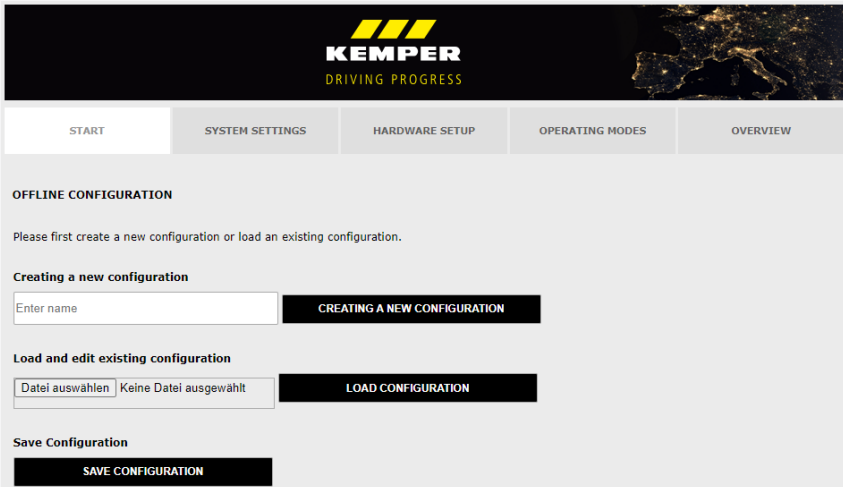 KEMPER
DRIVING PROGRESS
START SYSTEM SETTINGS HARDWARE SETUP OPERATING MODES OVERVIEW
OFFLINE CONFIGURATION
Please first create a new configuration or load an existing configuration.
Creating a new configuration
Enter name CREATING A NEW CONFIGURATION
Load and edit existing configuration
Datei auswählen Keine Datei ausgewählt LOAD CONFIGURATION
Save Configuration
SAVE CONFIGURATION